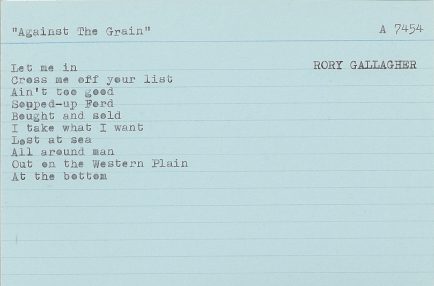 "Against The Grain"
A 7454
RORY GALLAGHER
Let me in
Cross me off your list
Ain't too good
Souped-up Ford
Bought and sold
I take what I want
Lost at sea
All around man
Out on the Western Plain
At the bottom